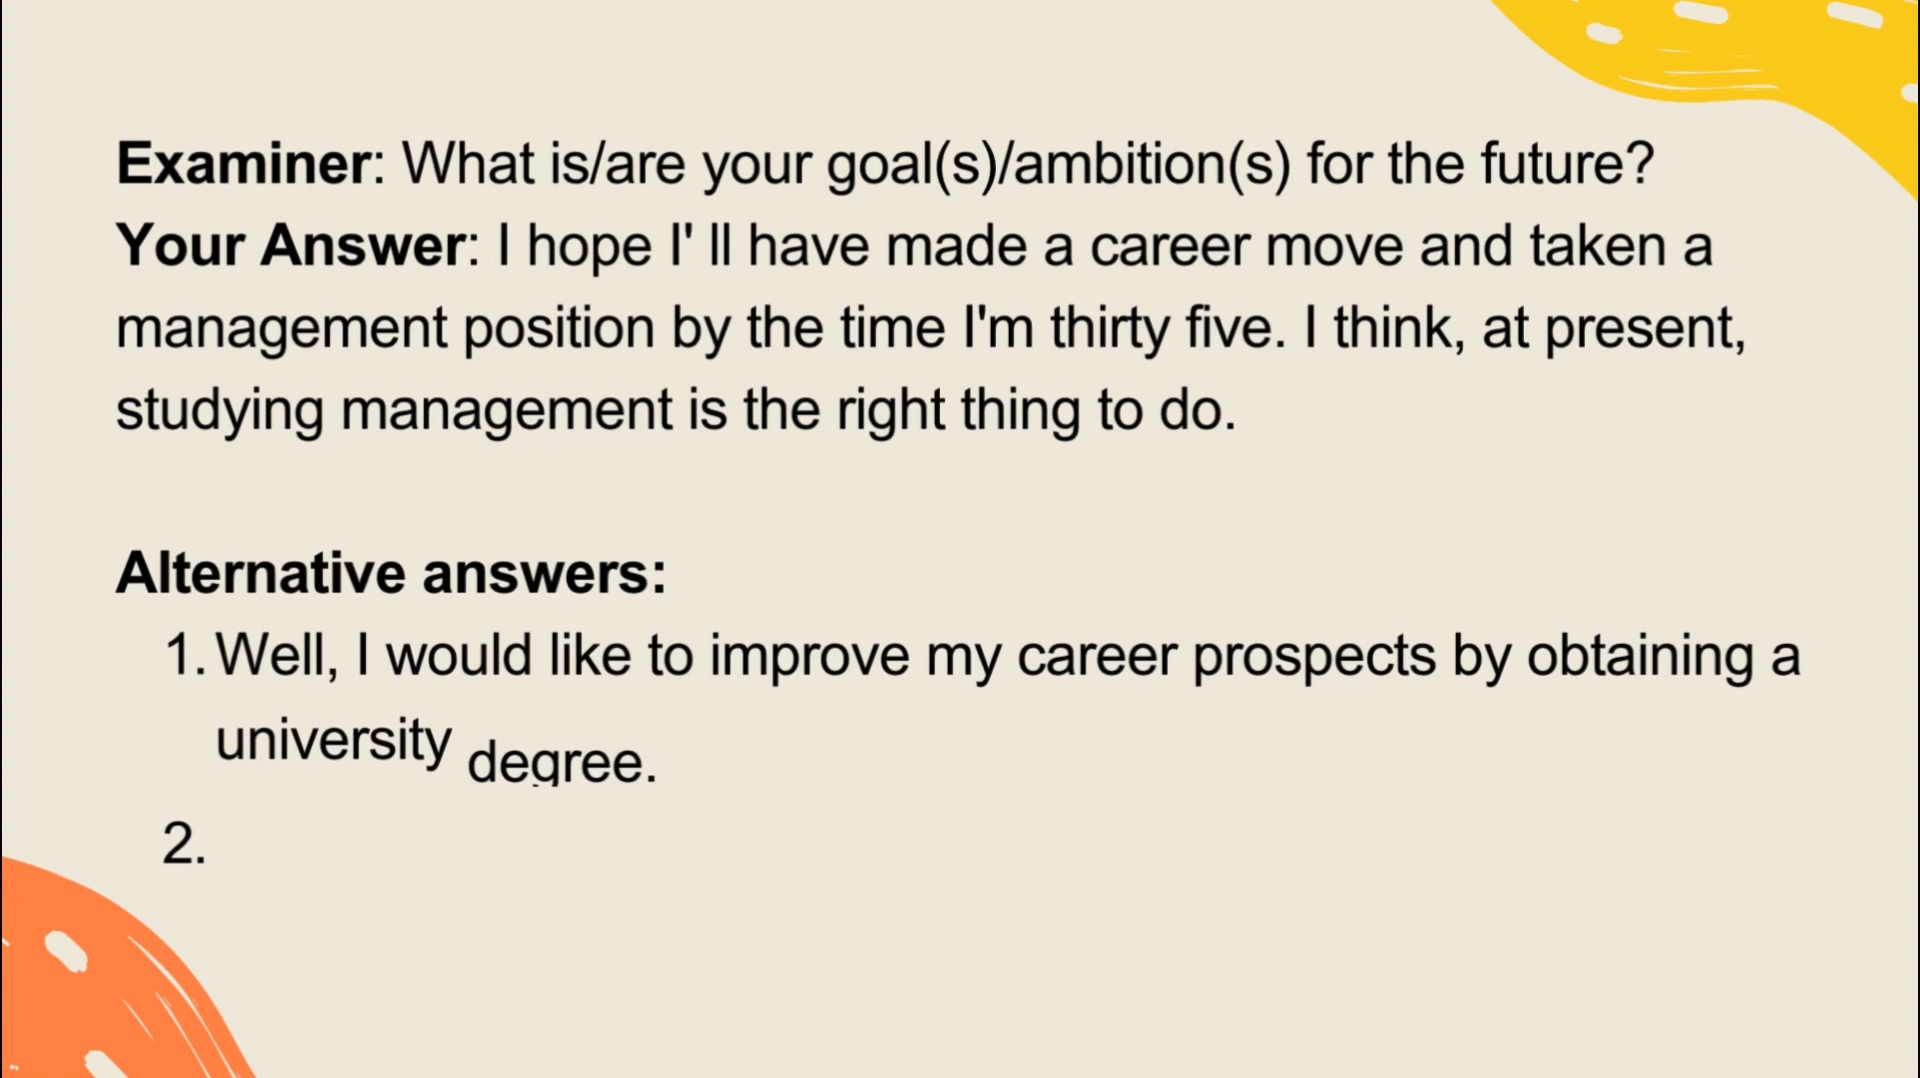 Examiner: What is/are your goal(s)/ambition(s) for the future?
Your Answer: I hope I' ll have made a career move and taken a
management position by the time I'm thirty five. I think, at present,
studying management is the right thing to do.
Alternative answers:
1. Well, I would like to improve my career prospects by obtaining a
university degree.
2.